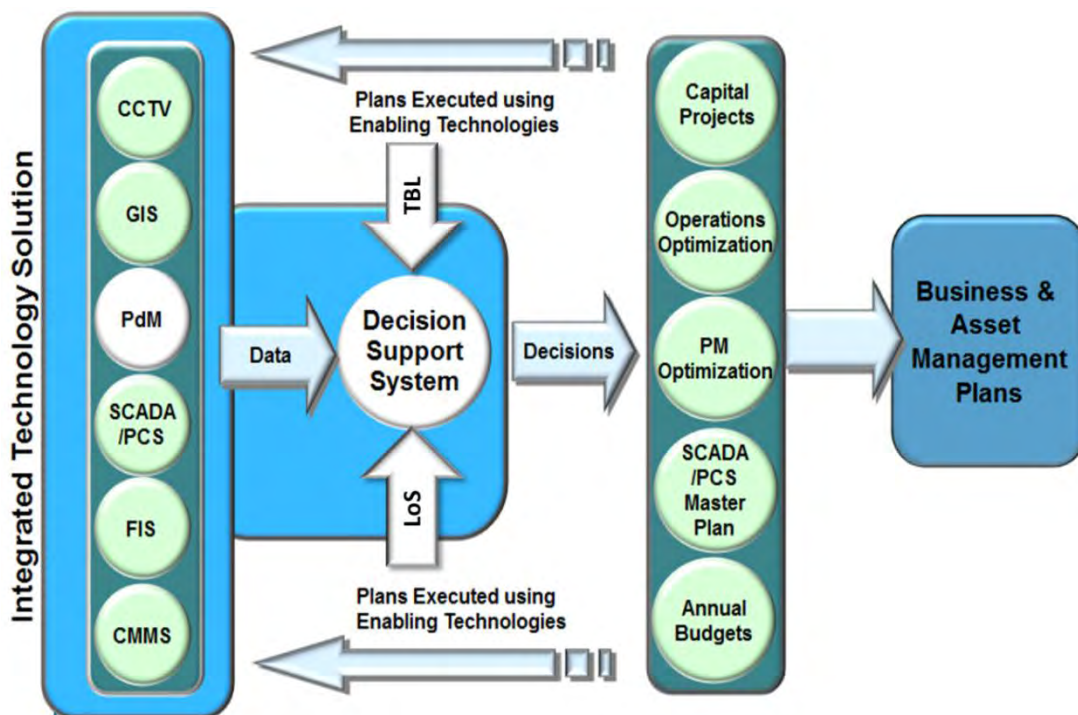 Integrated Technology Solution
CCTV
GIS
PdM
SCADA
/PCS
FIS
CMMS
Plans Executed using
Enabling Technologies
TBL
Data
Decision
Support
System
LoS
Plans Executed using
Enabling Technologies
Decisions
Capital
Projects
Operations
Optimization
PM
Optimization
SCADA
/PCS
Master
Plan
Annual
Budgets
Business &
Asset
Management
Plans